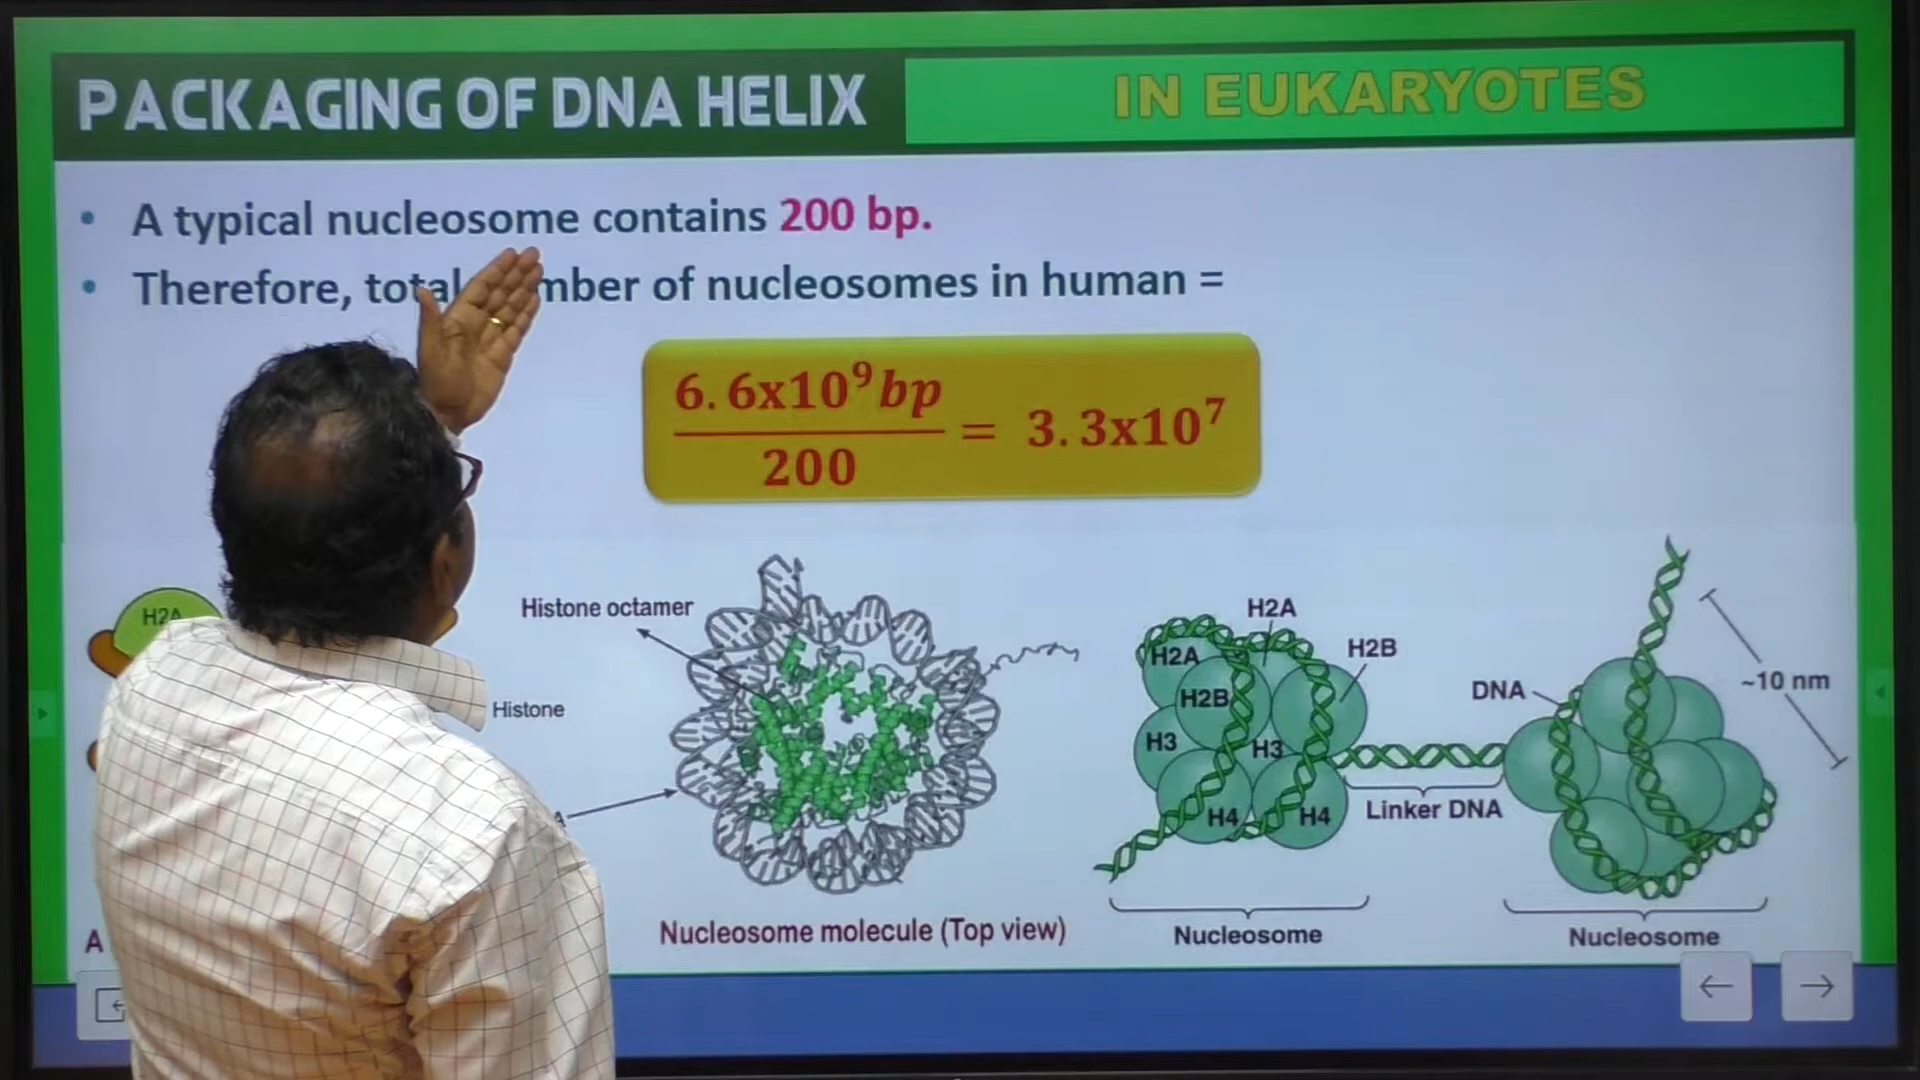 PACKAGING OF DNA HELIX
IN EUKARYOTES
• A typical nucleosome contains 200 bp.
• Therefore, total mber of nucleosomes in human =
6.6x10⁹bp
200
= 3.3x10⁷
H2A
Histone octamer
Histone
A
Nucleosome molecule (Top view)
H2A
H2B
H2A
H2B
H3
H3
H4
H4
Linker DNA
DNA
~10 nm
Nucleosome
Nucleosome
A